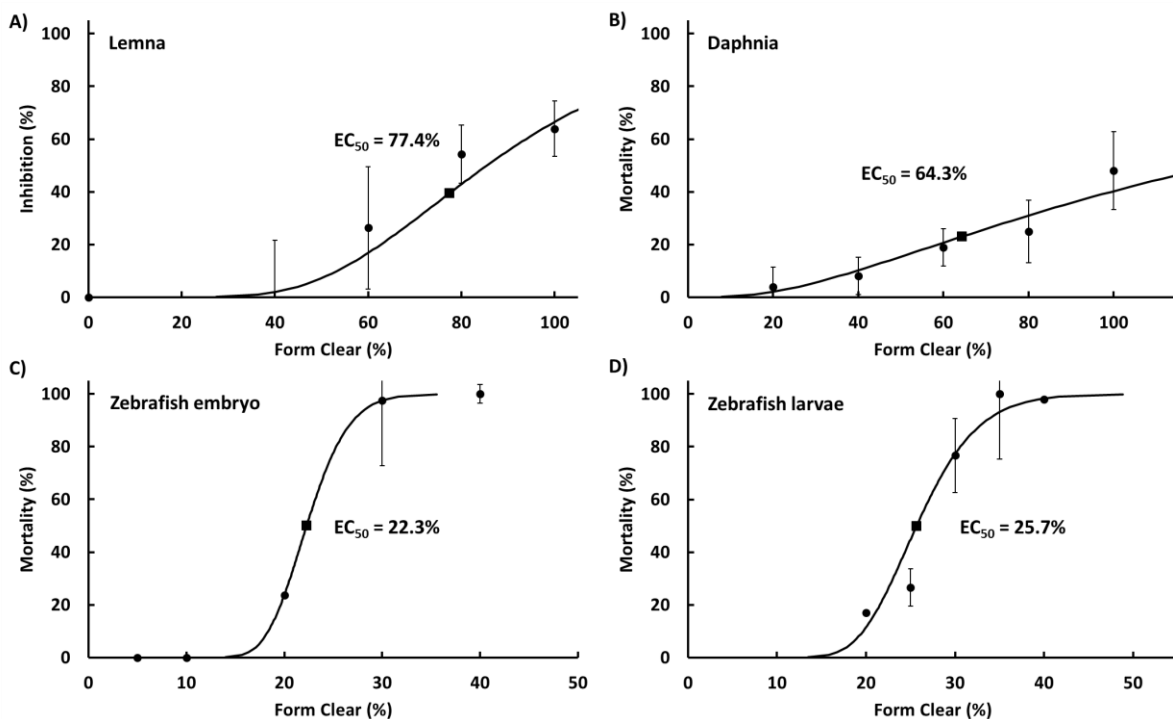 A)
Lemna
EC50 = 77.4%
Inhibition (%)
100
80
60
40
20
0
0 20 40 60 80 100
Form Clear (%)
B)
Daphnia
EC50 = 64.3%
Mortality (%)
100
80
60
40
20
0
0 20 40 60 80 100
Form Clear (%)
C)
Zebrafish embryo
EC50 = 22.3%
Mortality (%)
100
80
60
40
20
0
0 10 20 30 40 50
Form Clear (%)
D)
Zebrafish larvae
EC50 = 25.7%
Mortality (%)
100
80
60
40
20
0
0 10 20 30 40 50
Form Clear (%)